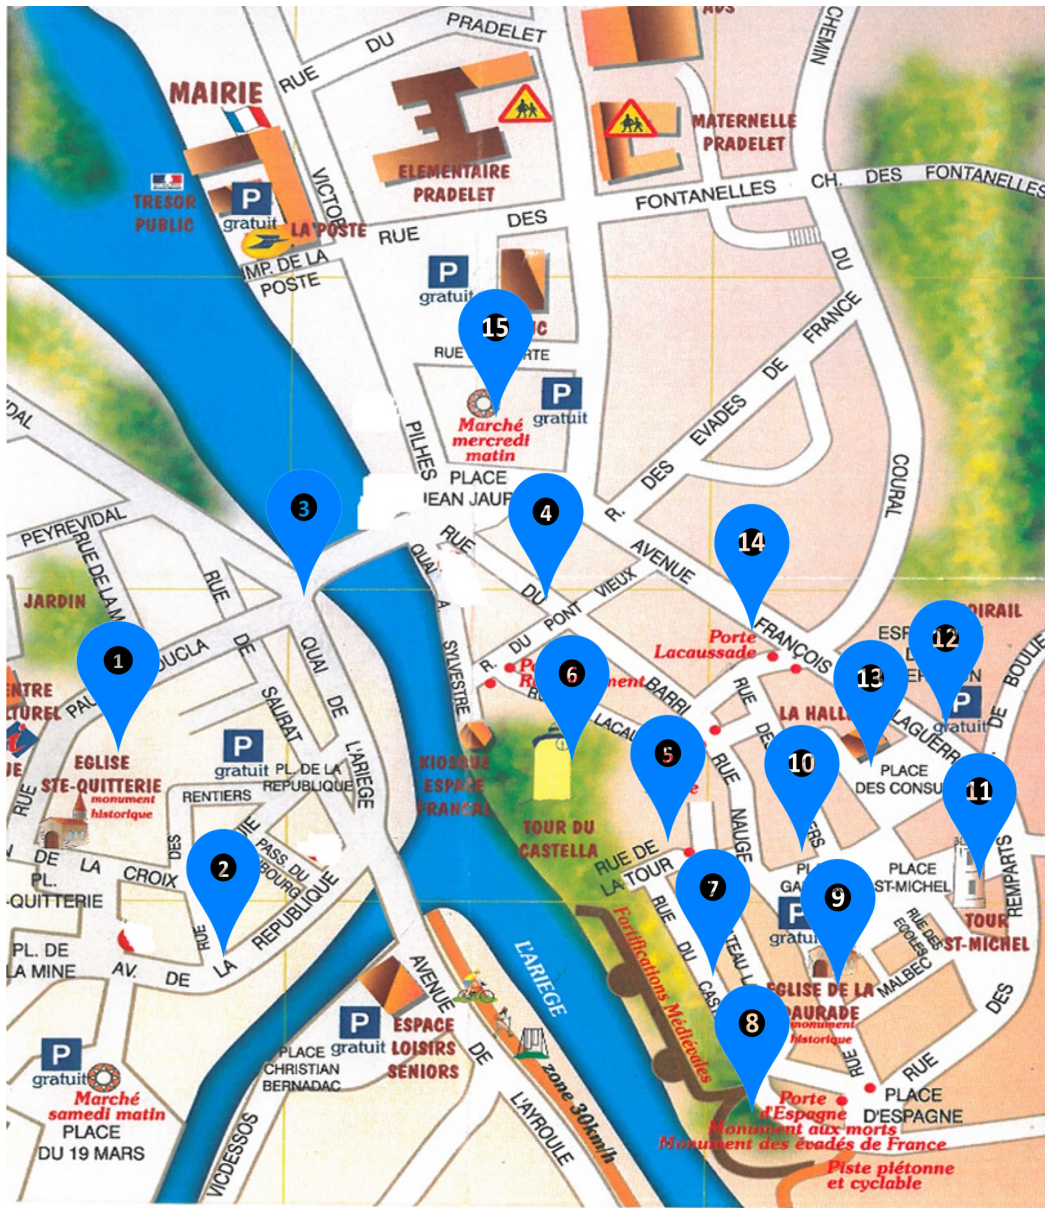 ADS
RUE DU PRADELET
CHEMIN
MAIRIE
ELEMENTAIRE
PRADELET
MATERNELLE
PRADELET
TRESOR
PUBLIC
P
gratuit
LA POSTE
IMP. DE LA
POSTE
VICTOR
PILHES
RUE DES FONTANELLES
CH. DES FONTANELLES
DU
COURAL
P
gratuit
15
RUE
P
gratuit
Marché
mercredi
matin
PLACE
R. DES EVADES DE FRANCE
PEYREVIDAL
RUE DE LA
RUE DE
SAURAT
3
4
14
RUE DU
BARRI
QUAI
SYLVESTRE
R. DU PONT VIEUX
AVENUE FRANÇOIS
Porte
Lacaussade
JARDIN
1
QUAI DE L'ARIEGE
6
12
13
LA HALLE
P
gratuit
DE BOULIE
EGLISE
STE-QUITTERIE
monument
historique
RUE
P
gratuit
PL. DE LA
REPUBLIQUE
RENTIERS
DES
KIOSQUE
ESPACE
TOUR DU
CASTELLA
5
RUE
NAUGE
RUE
10
PLACE
11
DE LA CROIX
PL.
2
PASS. DU
RUE
AV. DE LA REPUBLIQUE
PL. DE
LA MINE
RUE DE
LA TOUR
7
9
PLACE
ST-MICHEL
TOUR
ST-MICHEL
REMPARTS
RUE DES
ECOLES
MALBEC
P
gratuit
EGLISE DE LA
DAURADE
monument
historique
RUE
RUE DES
RUE DU
8
Fortifications Médiévales
L'ARIEGE
AVENUE DE L'AYROULE
zone 30km/h
P
gratuit
ESPACE
LOISIRS
SENIORS
PLACE
CHRISTIAN
BERNADAC
VICDESSOS
P
gratuit
Marché
samedi matin
PLACE
DU 19 MARS
Porte
d'Espagne
Monument aux morts
Monument des évadés de France
PLACE
D'ESPAGNE
Piste piétonne
et cyclable